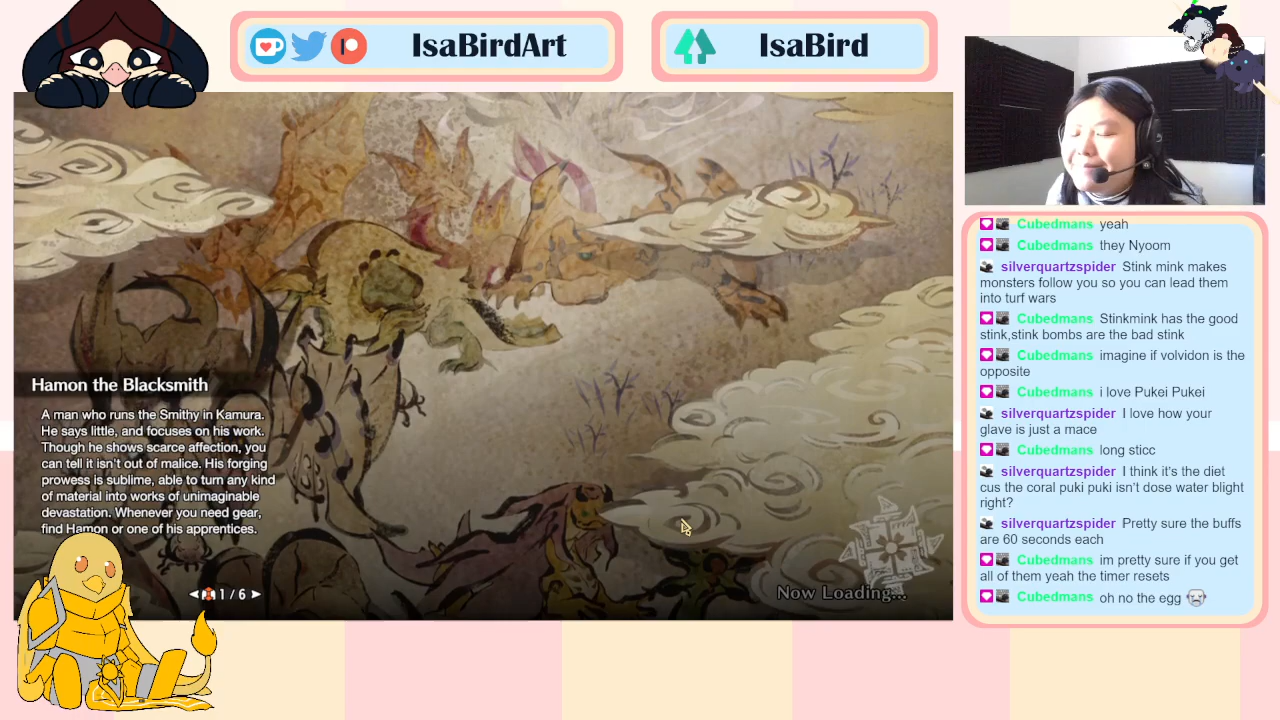 IsaBirdArt
IsaBird
Hamon the Blacksmith
A man who runs the Smithy in Kamura.
He says little, and focuses on his work.
Though he shows scarce affection, you
can tell it isn't out of malice. His forging
prowess is sublime, able to turn any kind
of material into works of unimaginable
devastation. Whenever you need gear,
find Hamon or one of his apprentices.
1 / 6
Now Loading...
Cubedmans yeah
Cubedmans they Nyoom
silverquartzspider Stink mink makes
monsters follow you so you can lead them
into turf wars
Cubedmans Stinkmink has the good
stink,stink bombs are the bad stink
Cubedmans imagine if volvidon is the
opposite
Cubedmans i love Pukei Pukei
silverquartzspider I love how your
glave is just a mace
Cubedmans long sticc
silverquartzspider I think it's the diet
cus the coral puki puki isn't dose water blight
right?
silverquartzspider Pretty sure the buffs
are 60 seconds each
Cubedmans im pretty sure if you get
all of them yeah the timer resets
Cubedmans oh no the egg